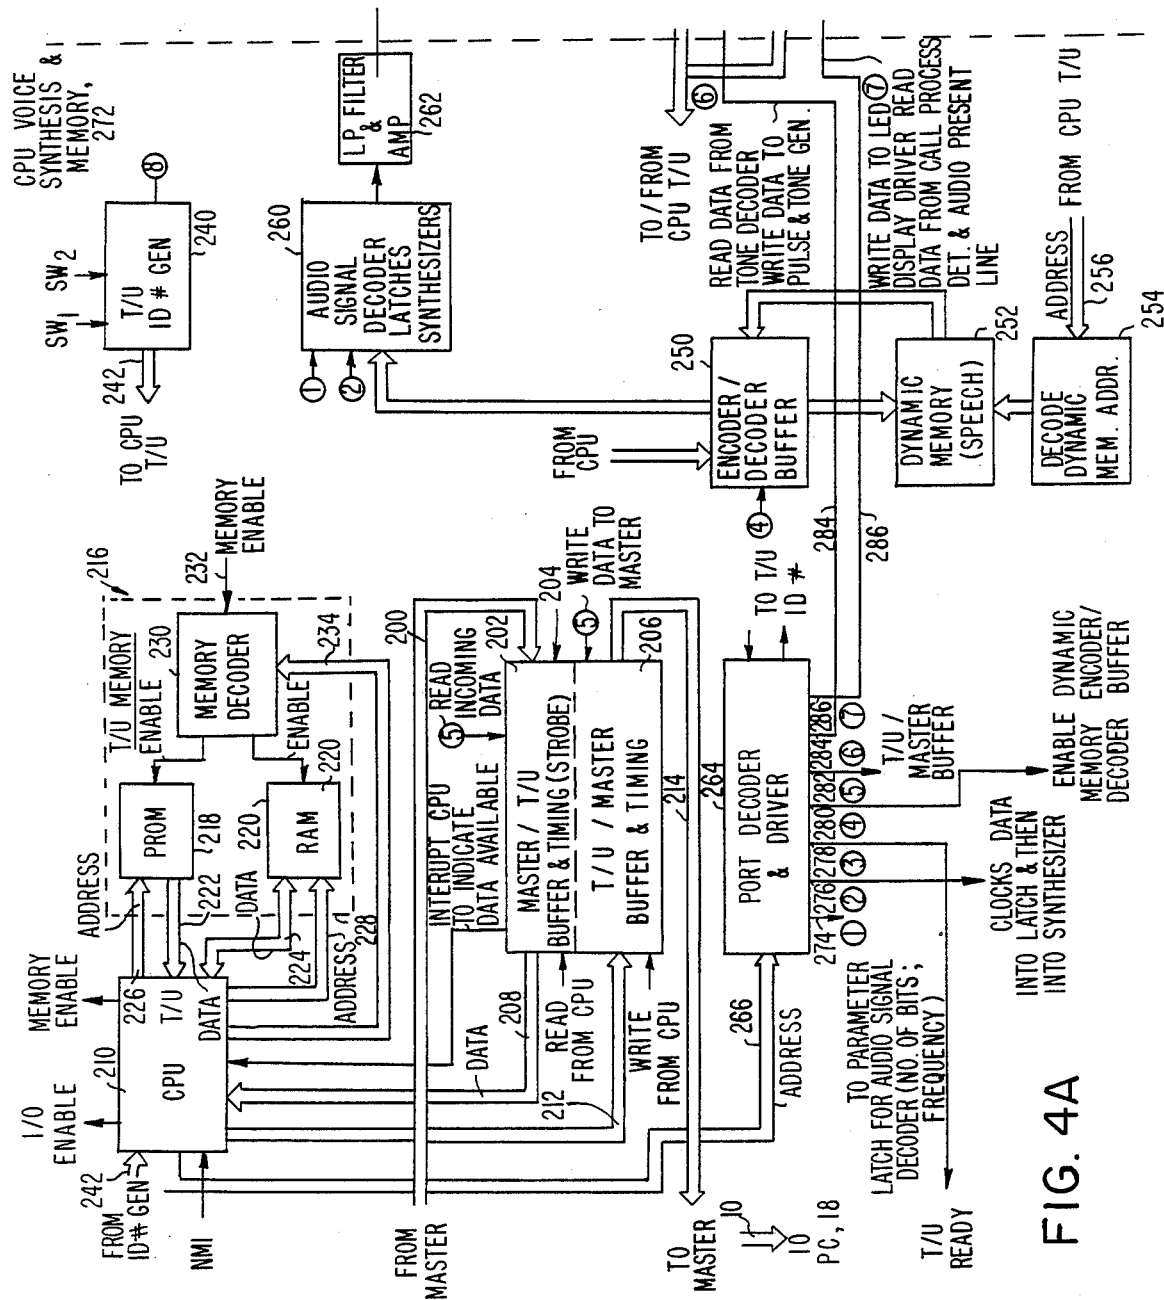 CPU VOICE
SYNTHESIS &
MEMORY,
272
SW1
SW2
T/U
ID # GEN
240
8
242
TO CPU
T/U
260
AUDIO
SIGNAL
DECODER
LATCHES
SYNTHESIZERS
1
2
LP FILTER
&
AMP
262
TO/FROM
CPU T/U
6
READ DATA FROM
TONE DECODER
WRITE DATA TO
PULSE & TONE GEN.
7
WRITE DATA TO LED
DISPLAY DRIVER READ
DATA FROM CALL PROCESS
DET. & AUDIO PRESENT
LINE
FROM
CPU
250
ENCODER/
DECODER
BUFFER
4
252
DYNAMIC
MEMORY
(SPEECH)
254
DECODE
DYNAMIC
MEM. ADDR.
ADDRESS
256
FROM CPU T/U
284
286
216
T/U MEMORY
232
MEMORY
ENABLE
230
MEMORY
DECODER
234
ENABLE
ENABLE
PROM
218
220
220
RAM
ADDRESS
222
DATA
224
ADDRESS
228
226
T/U
DATA
MEMORY
ENABLE
I/O
ENABLE
210
CPU
242
FROM
ID# GEN
NMI
FROM
MASTER
200
202
5
READ
INCOMING
DATA
INTERUPT CPU
TO INDICATE
DATA AVAILABLE
204
5
WRITE
DATA TO
MASTER
206
MASTER / T/U
BUFFER & TIMING (STROBE)
T/U / MASTER
BUFFER & TIMING
208
DATA
READ
FROM CPU
212
WRITE
FROM CPU
214
TO
MASTER
264
266
ADDRESS
PORT DECODER
&
DRIVER
TO T/U
ID #
274 276 278 280 282 284 286
1 2 3 4 5 6 7
T/U /
MASTER
BUFFER
ENABLE DYNAMIC
MEMORY ENCODER/
DECODER BUFFER
CLOCKS DATA
INTO LATCH & THEN
INTO SYNTHESIZER
TO PARAMETER
LATCH FOR AUDIO SIGNAL
DECODER (NO. OF BITS;
FREQUENCY)
T/U
READY
10
10
PC, 18
FIG. 4A